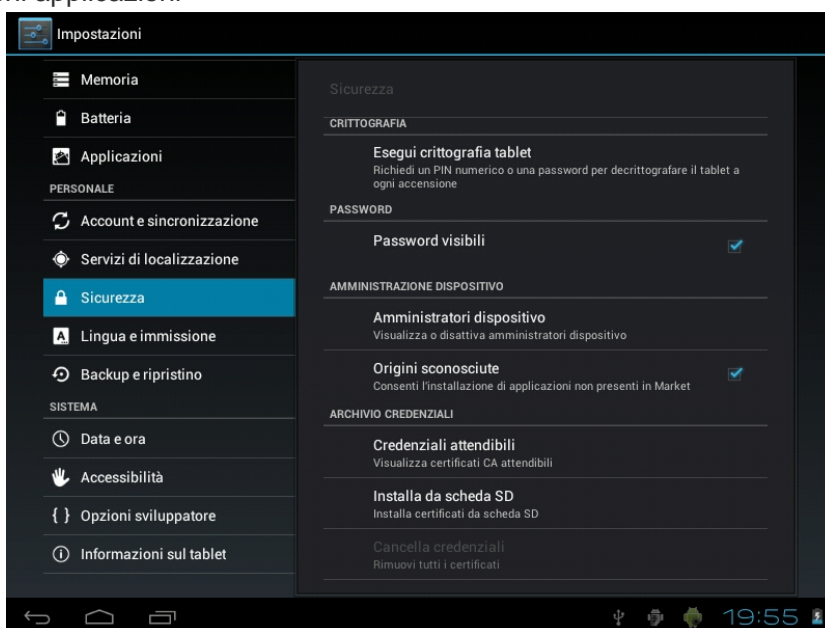 applicazioni
Impostazioni
Memoria
Batteria
Applicazioni
PERSONALE
Account e sincronizzazione
Servizi di localizzazione
Sicurezza
Lingua e immissione
Backup e ripristino
SISTEMA
Data e ora
Accessibilità
{ } Opzioni sviluppatore
Informazioni sul tablet
Sicurezza
CRITTOGRAFIA
Esegui crittografia tablet
Richiedi un PIN numerico o una password per decrittografare il tablet a
ogni accensione
PASSWORD
Password visibili
AMMINISTRAZIONE DISPOSITIVO
Amministratori dispositivo
Visualizza o disattiva amministratori dispositivo
Origini sconosciute
Consenti l'installazione di applicazioni non presenti in Market
ARCHIVIO CREDENZIALI
Credenziali attendibili
Visualizza certificati CA attendibili
Installa da scheda SD
Installa certificati da scheda SD
Cancella credenziali
Rimuovi tutti i certificati
19:55